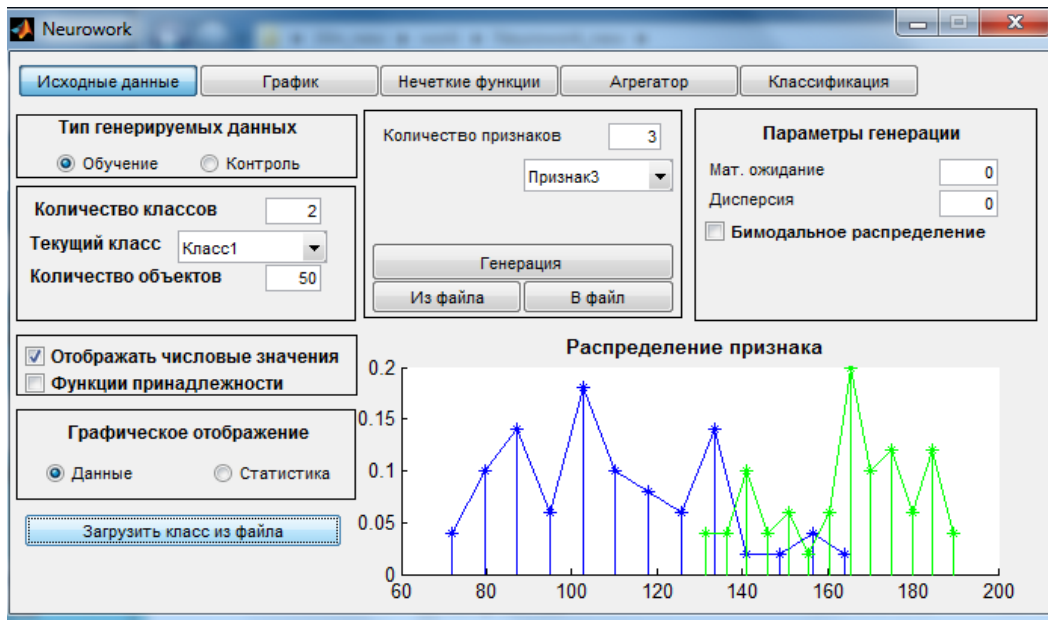 Neurowork
Исходные данные График Нечеткие функции Агрегатор Классификация
Тип генерируемых данных
Обучение Контроль
Количество классов 2
Текущий класс Класс1
Количество объектов 50
Количество признаков 3
Признак3
Генерация
Из файла В файл
Параметры генерации
Мат. ожидание 0
Дисперсия 0
Бимодальное распределение
Отображать числовые значения
Функции принадлежности
Графическое отображение
Данные Статистика
Загрузить класс из файла
Распределение признака
0.2
0.15
0.1
0.05
0
60 80 100 120 140 160 180 200